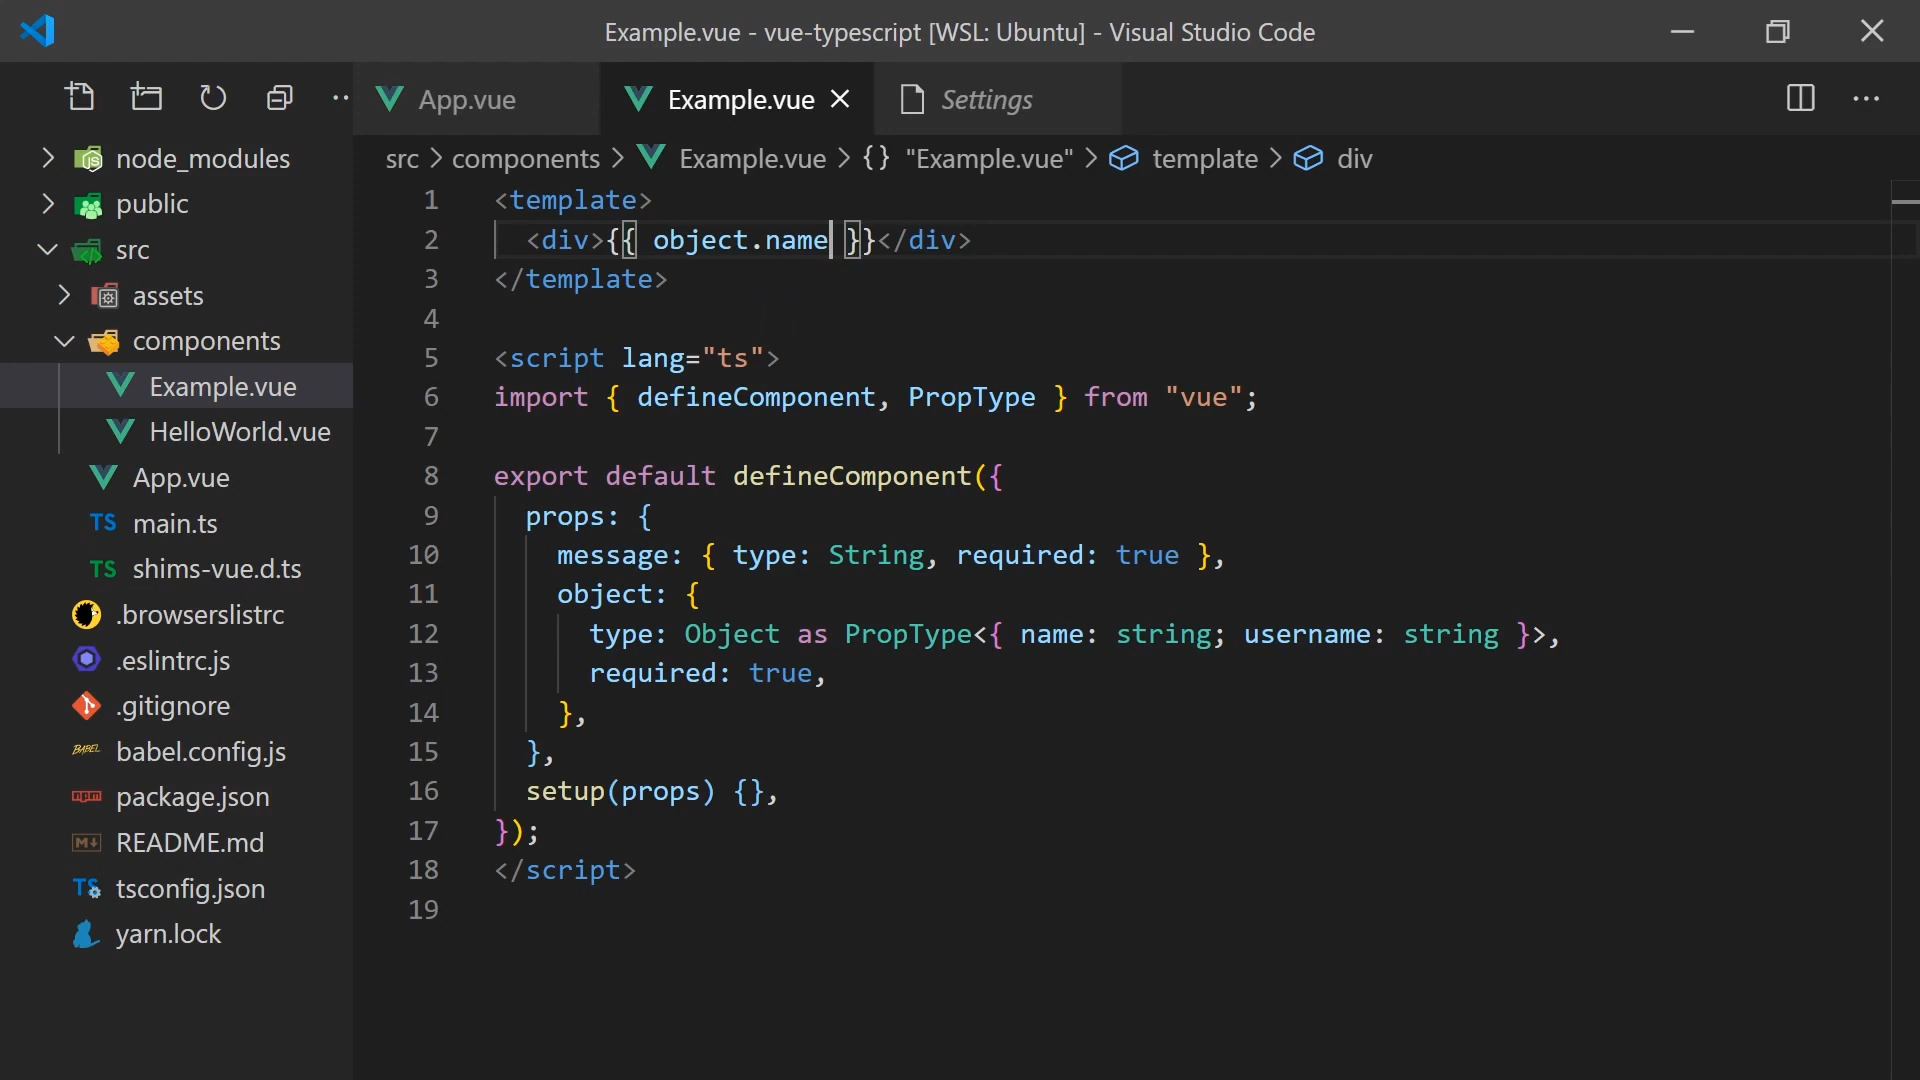 Example.vue - vue-typescript [WSL: Ubuntu] - Visual Studio Code
App.vue
Example.vue
Settings
src > components > Example.vue > {} "Example.vue" > template > div
node_modules
public
src
assets
components
Example.vue
HelloWorld.vue
App.vue
TS main.ts
TS shims-vue.d.ts
.browserslistrc
.eslintrc.js
.gitignore
BABEL babel.config.js
npm package.json
M README.md
TS tsconfig.json
yarn.lock
1 <template>
2   <div>{{ object.name }}</div>
3 </template>
4
5 <script lang="ts">
6 import { defineComponent, PropType } from "vue";
7
8 export default defineComponent({
9   props: {
10     message: { type: String, required: true },
11     object: {
12       type: Object as PropType<{ name: string; username: string }>,
13       required: true,
14     },
15   },
16   setup(props) {},
17 });
18 </script>
19